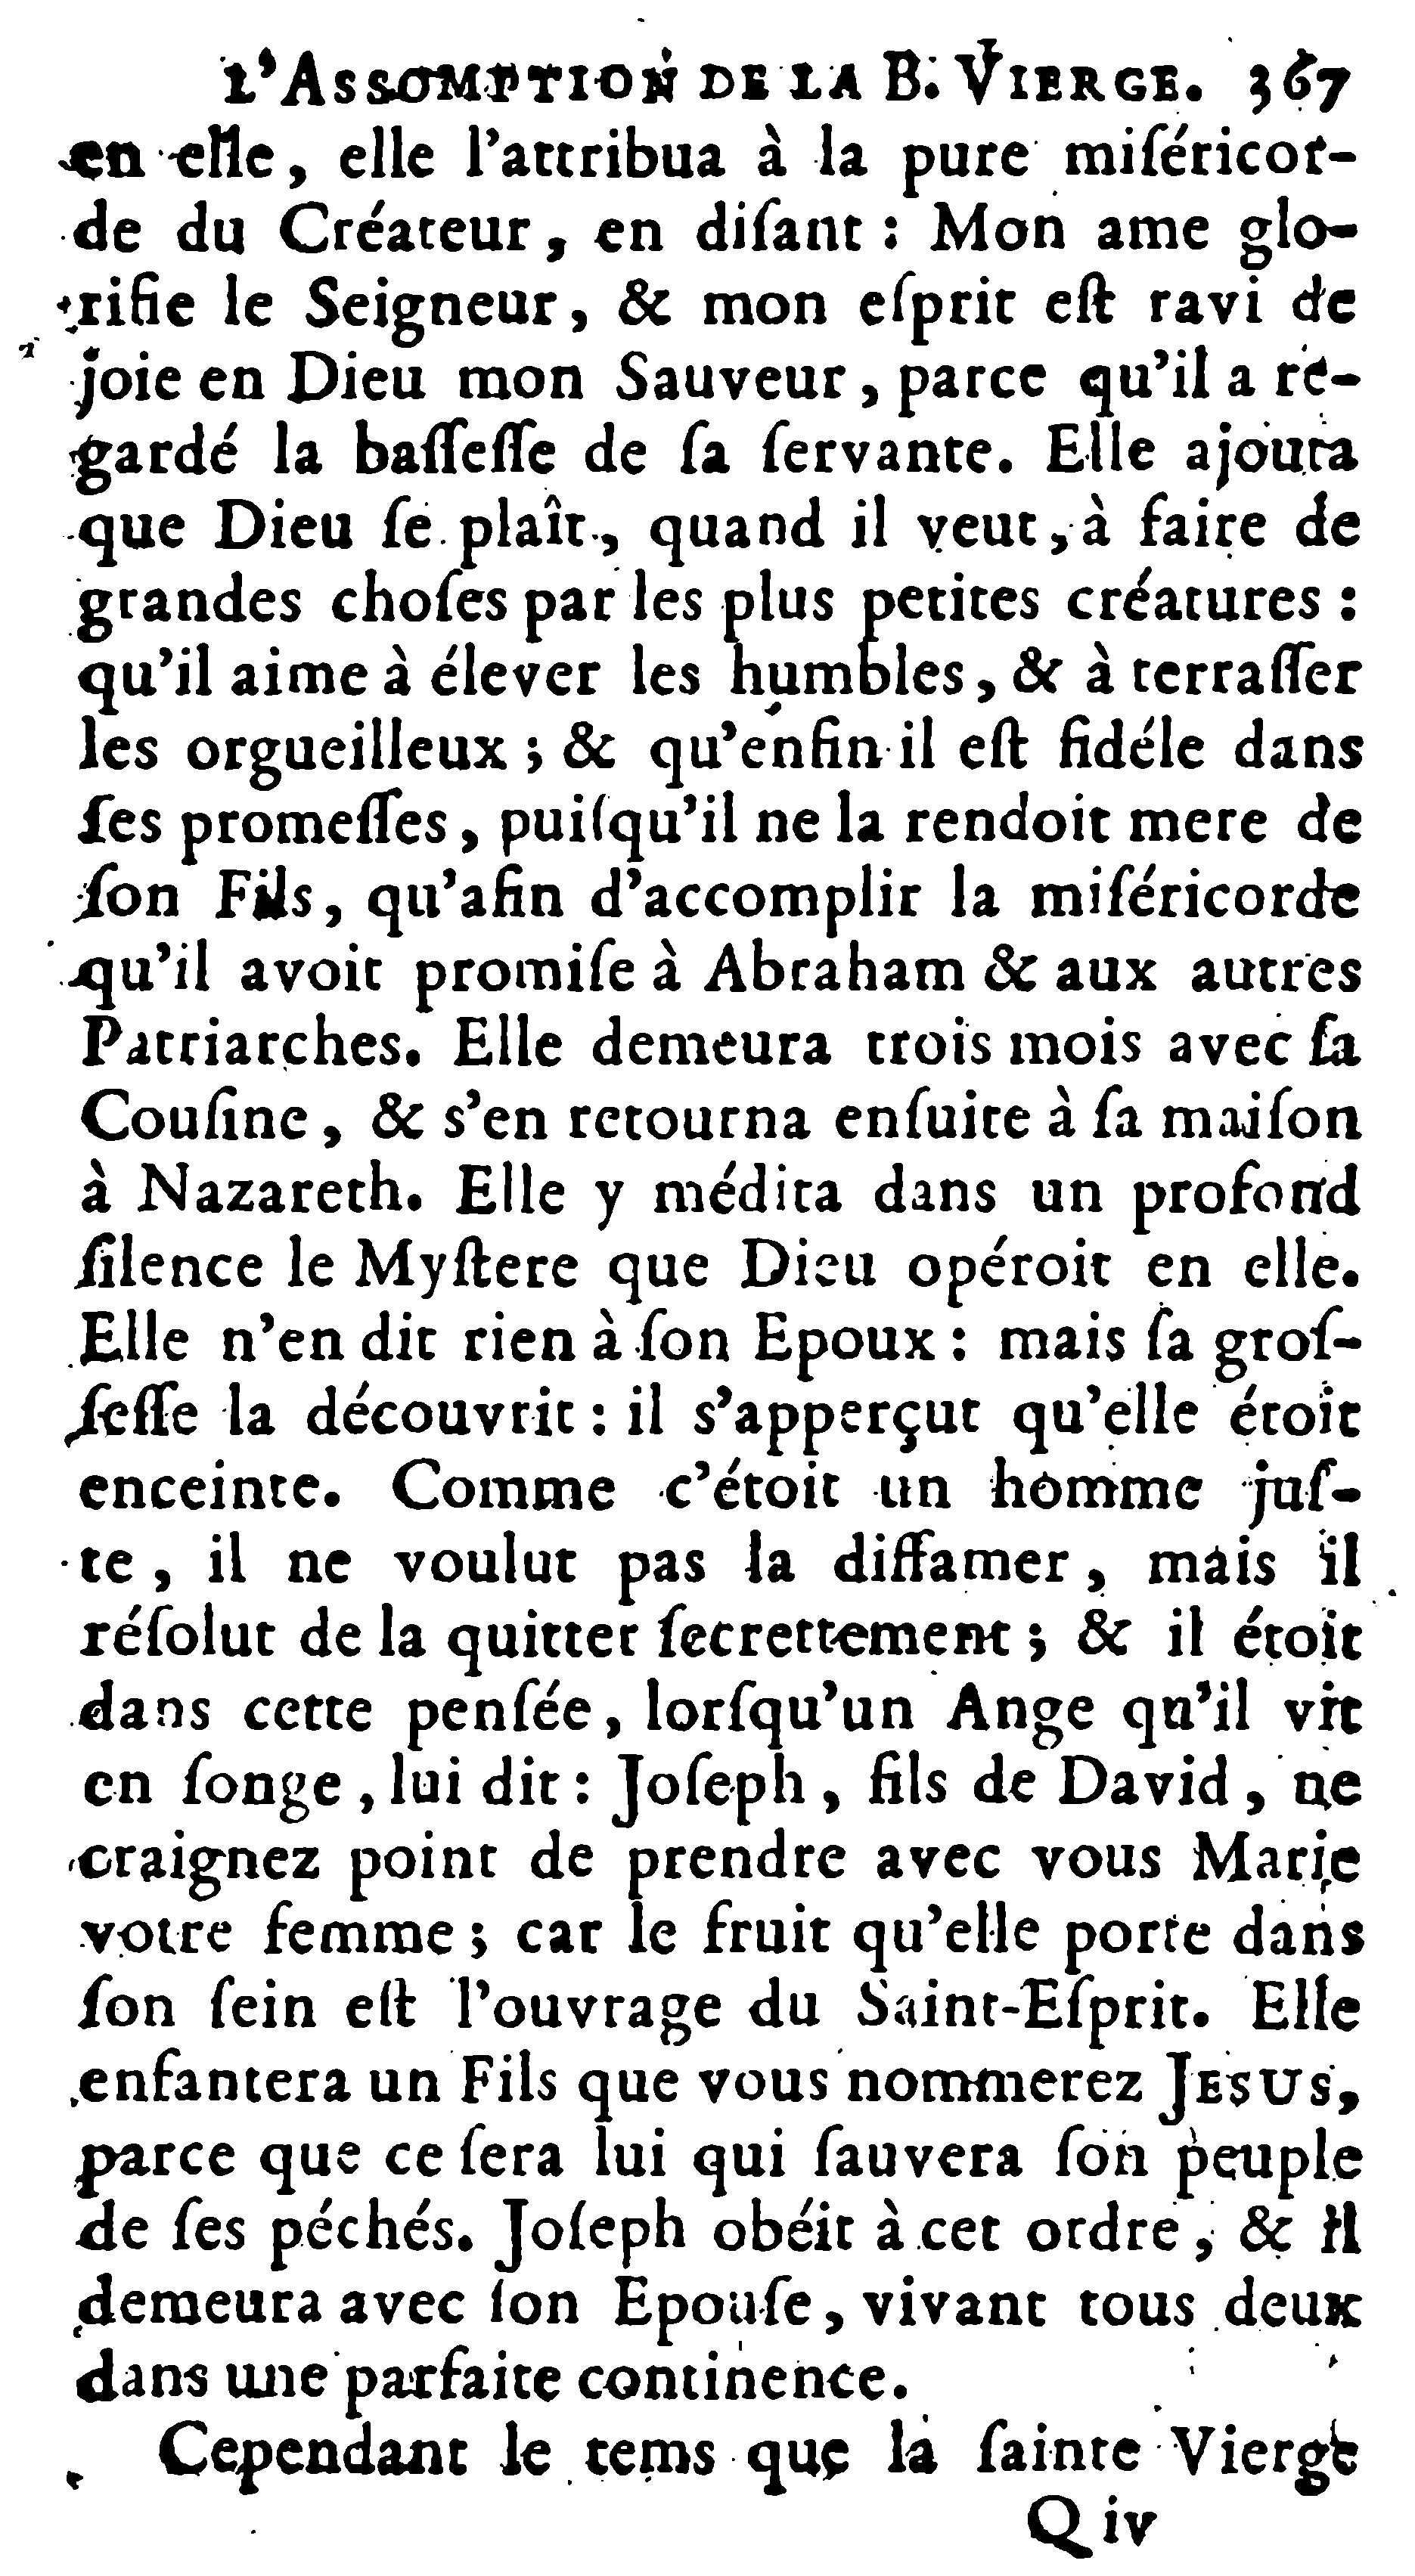 L'ASSOMPTION DE LA B. VIERGE. 367
en elle, elle l'attribua à la pure miſéricor-
de du Créateur, en diſant : Mon ame glo-
rifie le Seigneur, & mon eſprit eſt ravi de
joie en Dieu mon Sauveur, parce qu'il a re-
gardé la baſſeſſe de ſa ſervante. Elle ajouta
que Dieu ſe plaît, quand il veut, à faire de
grandes choſes par les plus petites créatures :
qu'il aime à élever les humbles, & à terraſſer
les orgueilleux ; & qu'enfin il eſt fidéle dans
ſes promeſſes, puiſqu'il ne la rendoit mere de
ſon Fils, qu'afin d'accomplir la miſéricorde
qu'il avoit promiſe à Abraham & aux autres
Patriarches. Elle demeura trois mois avec ſa
Couſine, & s'en retourna enſuite à ſa maiſon
à Nazareth. Elle y médita dans un profond
ſilence le Myſtere que Dieu opéroit en elle.
Elle n'en dit rien à ſon Epoux : mais ſa groſ-
ſeſſe la découvrit : il s'apperçut qu'elle étoit
enceinte. Comme c'étoit un homme juſ-
te, il ne voulut pas la diffamer, mais il
réſolut de la quitter ſecrettement ; & il étoit
dans cette penſée, lorſqu'un Ange qu'il vit
en ſonge, lui dit : Joſeph, fils de David, ne
craignez point de prendre avec vous Marie
votre femme ; car le fruit qu'elle porte dans
ſon ſein eſt l'ouvrage du Saint-Eſprit. Elle
enfantera un Fils que vous nommerez JESUS,
parce que ce ſera lui qui ſauvera ſon peuple
de ſes péchés. Joſeph obéit à cet ordre, & il
demeura avec ſon Epouſe, vivant tous deux
dans une parfaite continence.
Cependant le tems que la ſainte Vierge
Q iv